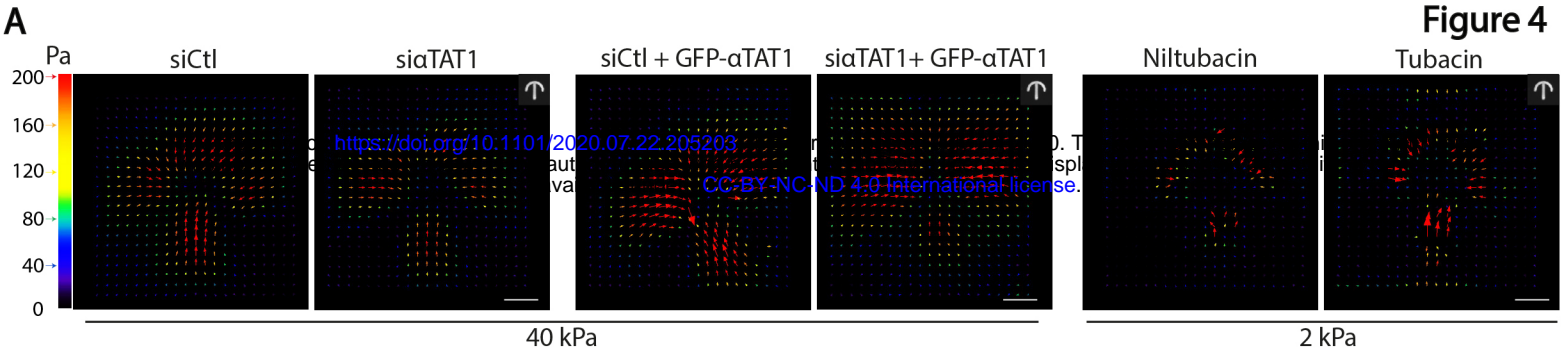 A
Figure 4
Pa
siCtl
siαTAT1
siCtl + GFP-αTAT1
siαTAT1+ GFP-αTAT1
Niltubacin
Tubacin
200
160
120
80
40
0
https://doi.org/10.1101/2020.07.22.205203
CC-BY-NC-ND 4.0 International license.
40 kPa
2 kPa